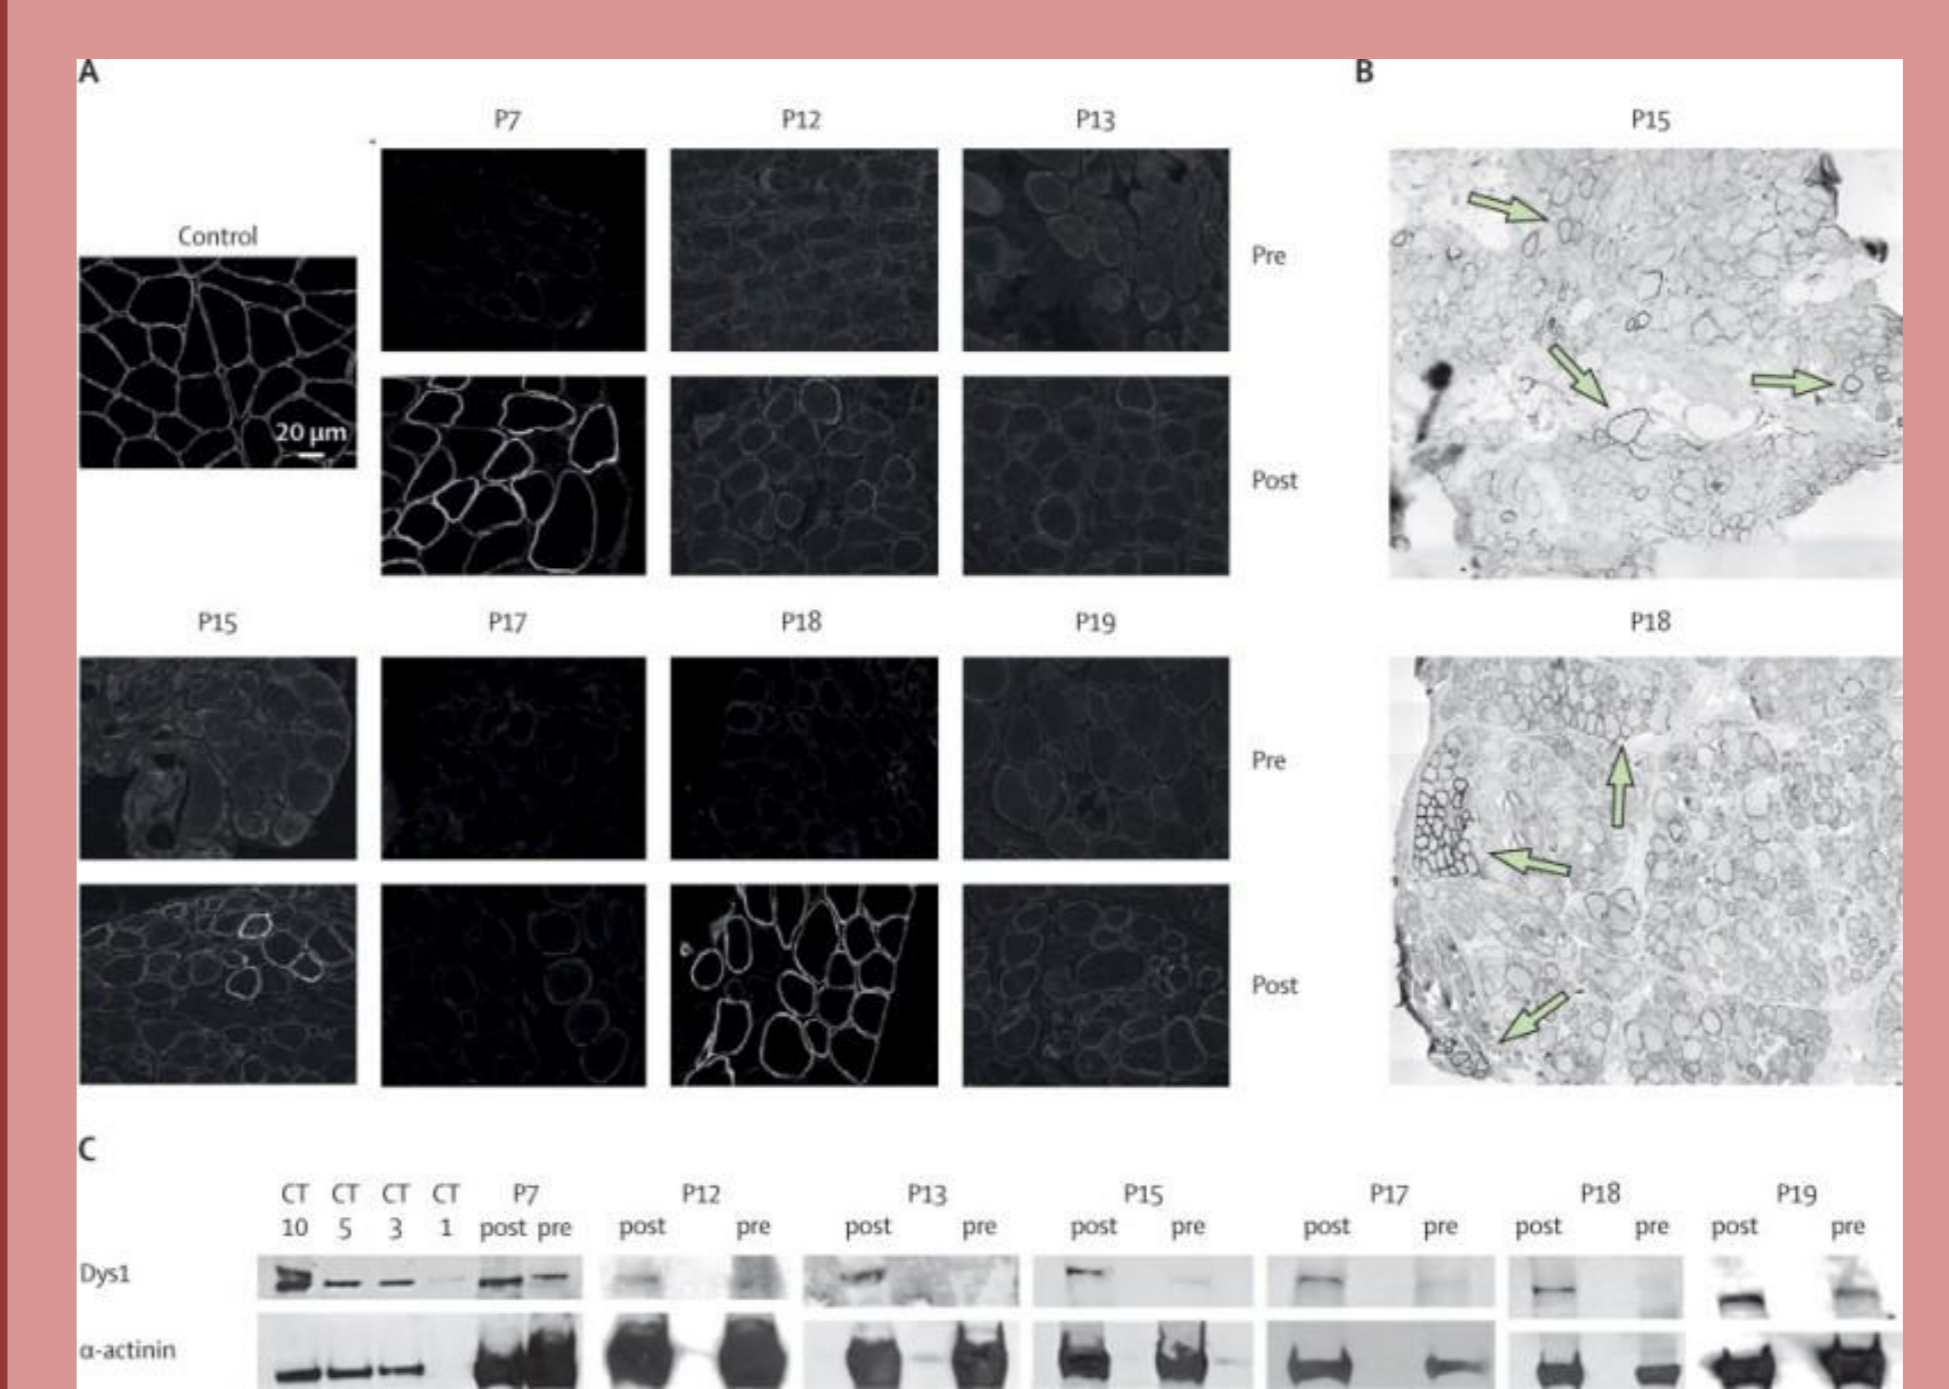 A
B
P7 P12 P13
P15
Control
Pre
20 µm
Post
P15 P17 P18 P19
P18
Pre
Post
C
CT CT CT CT P7 P12 P13 P15 P17 P18 P19
10 5 3 1 post pre post pre post pre post pre post pre post pre post pre
Dys1
α-actinin